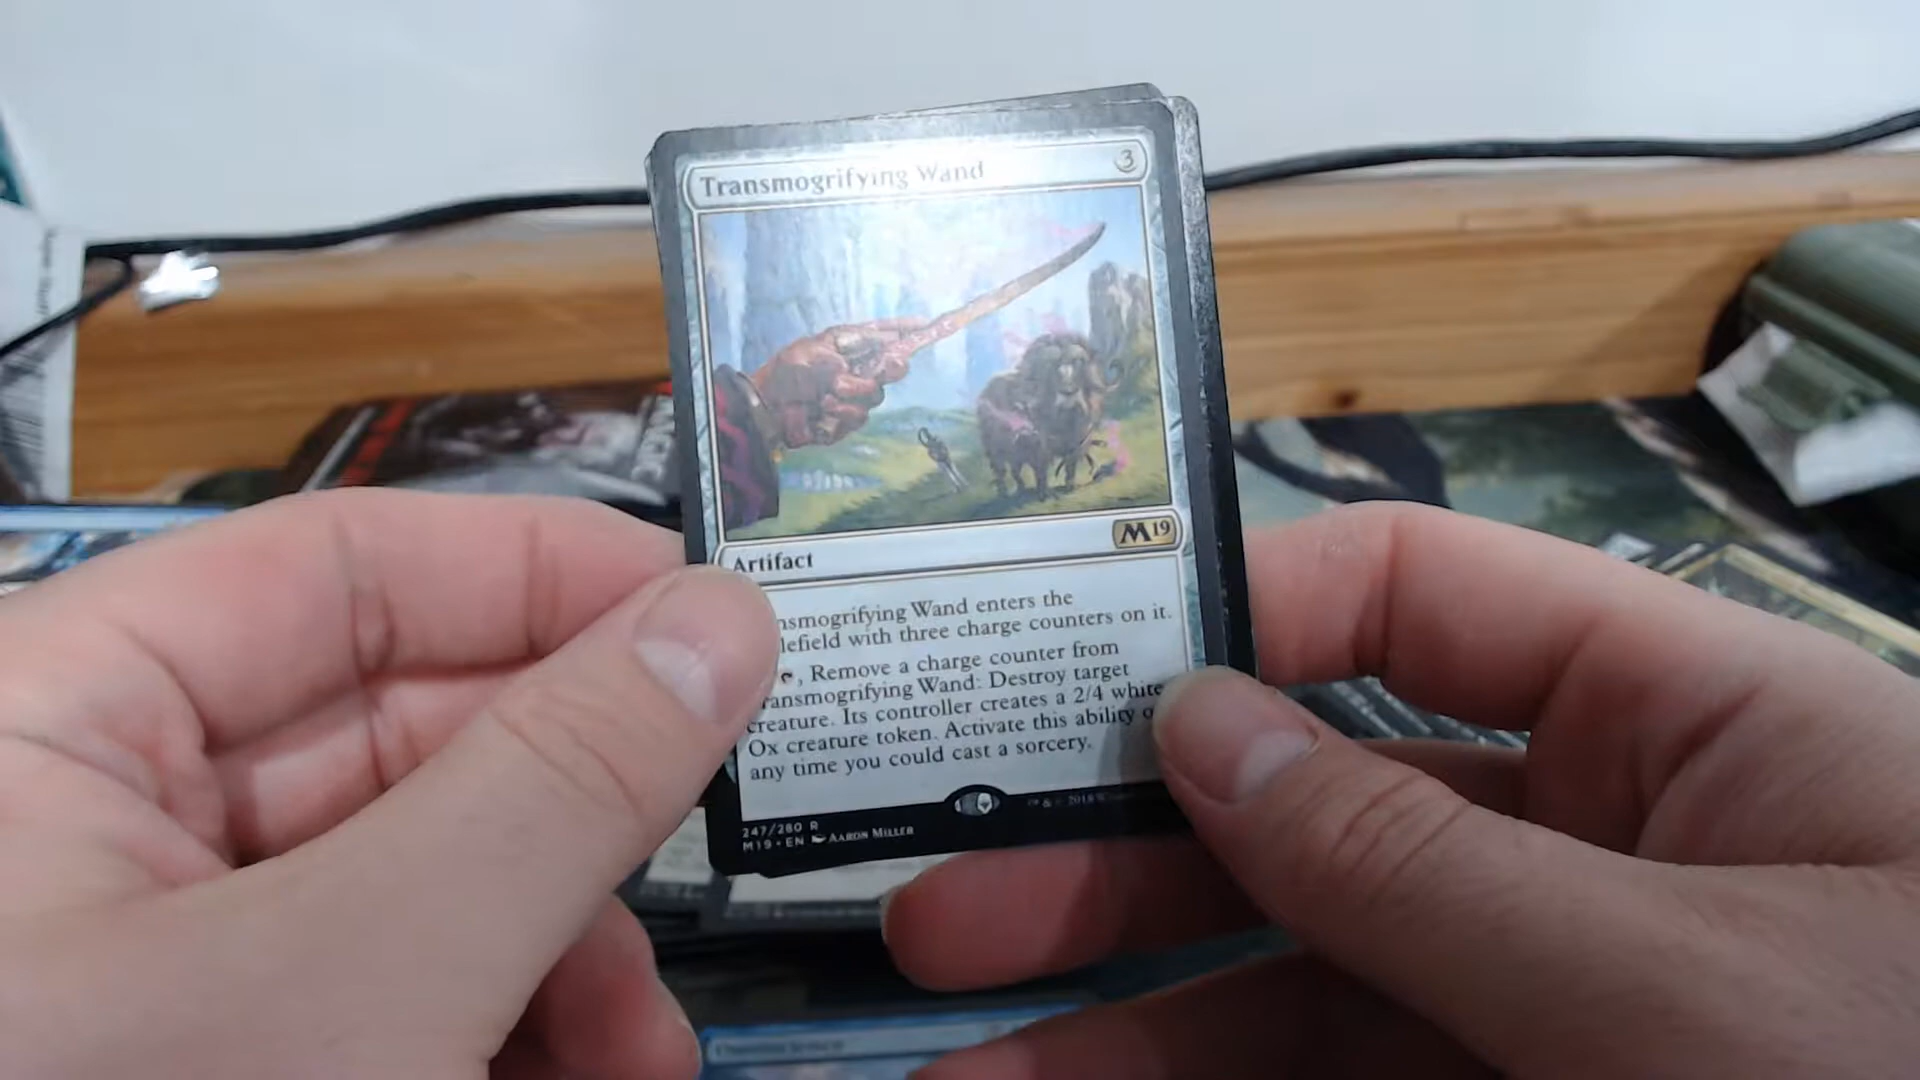 Transmogrifying Wand 3
M19
Artifact
nsmogrifying Wand enters the
lefield with three charge counters on it.
, Remove a charge counter from
ransmogrifying Wand: Destroy target
creature. Its controller creates a 2/4 white
Ox creature token. Activate this ability o
any time you could cast a sorcery.
247/280 R
M19 • EN AARON MILLER